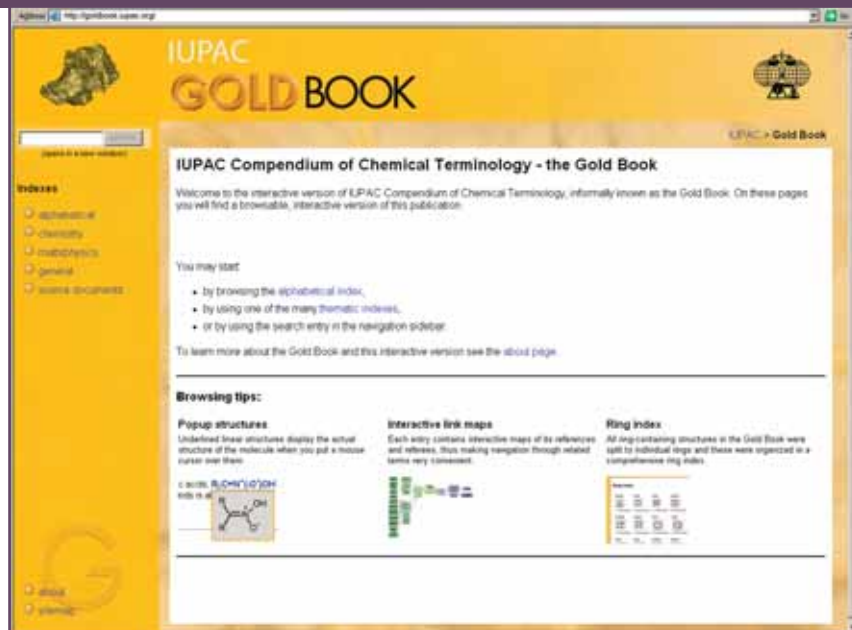 Address http://goldbook.iupac.org/
IUPAC
GOLD BOOK
IUPAC > Gold Book
Indexes
alphabetical
chemistry
math/physics
general
source documents
about
sitemap
IUPAC Compendium of Chemical Terminology - the Gold Book
Welcome to the interactive version of IUPAC Compendium of Chemical Terminology, informally known as the Gold Book. On these pages
you will find a browsable, interactive version of this publication.
You may start
by browsing the alphabetical index,
by using one of the many thematic indexes,
or by using the search entry in the navigation sidebar.
To learn more about the Gold Book and this interactive version see the about page.
Browsing tips:
Popup structures
Underlined linear structures display the actual
structure of the molecule when you put a mouse
cursor over them
Interactive link maps
Each entry contains interactive maps of its references
and referees, thus making navigation through related
terms very convenient.
Ring index
All ring-containing structures in the Gold Book were
split to individual rings and these were organized in a
comprehensive ring index.